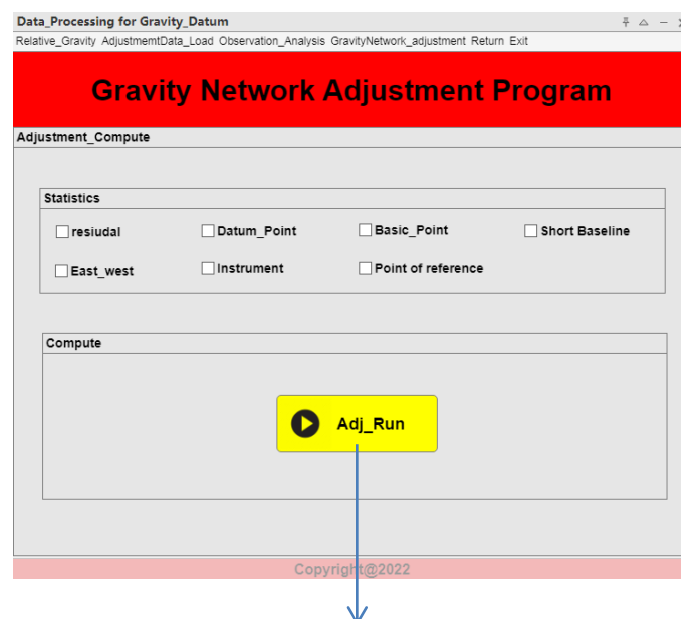 Data_Processing for Gravity_Datum
Relative_Gravity AdjustmemtData_Load Observation_Analysis GravityNetwork_adjustment Return Exit
Gravity Network Adjustment Program
Adjustment_Compute
Statistics
resiudal Datum_Point Basic_Point Short Baseline
East_west Instrument Point of reference
Compute
Adj_Run
Copyright@2022